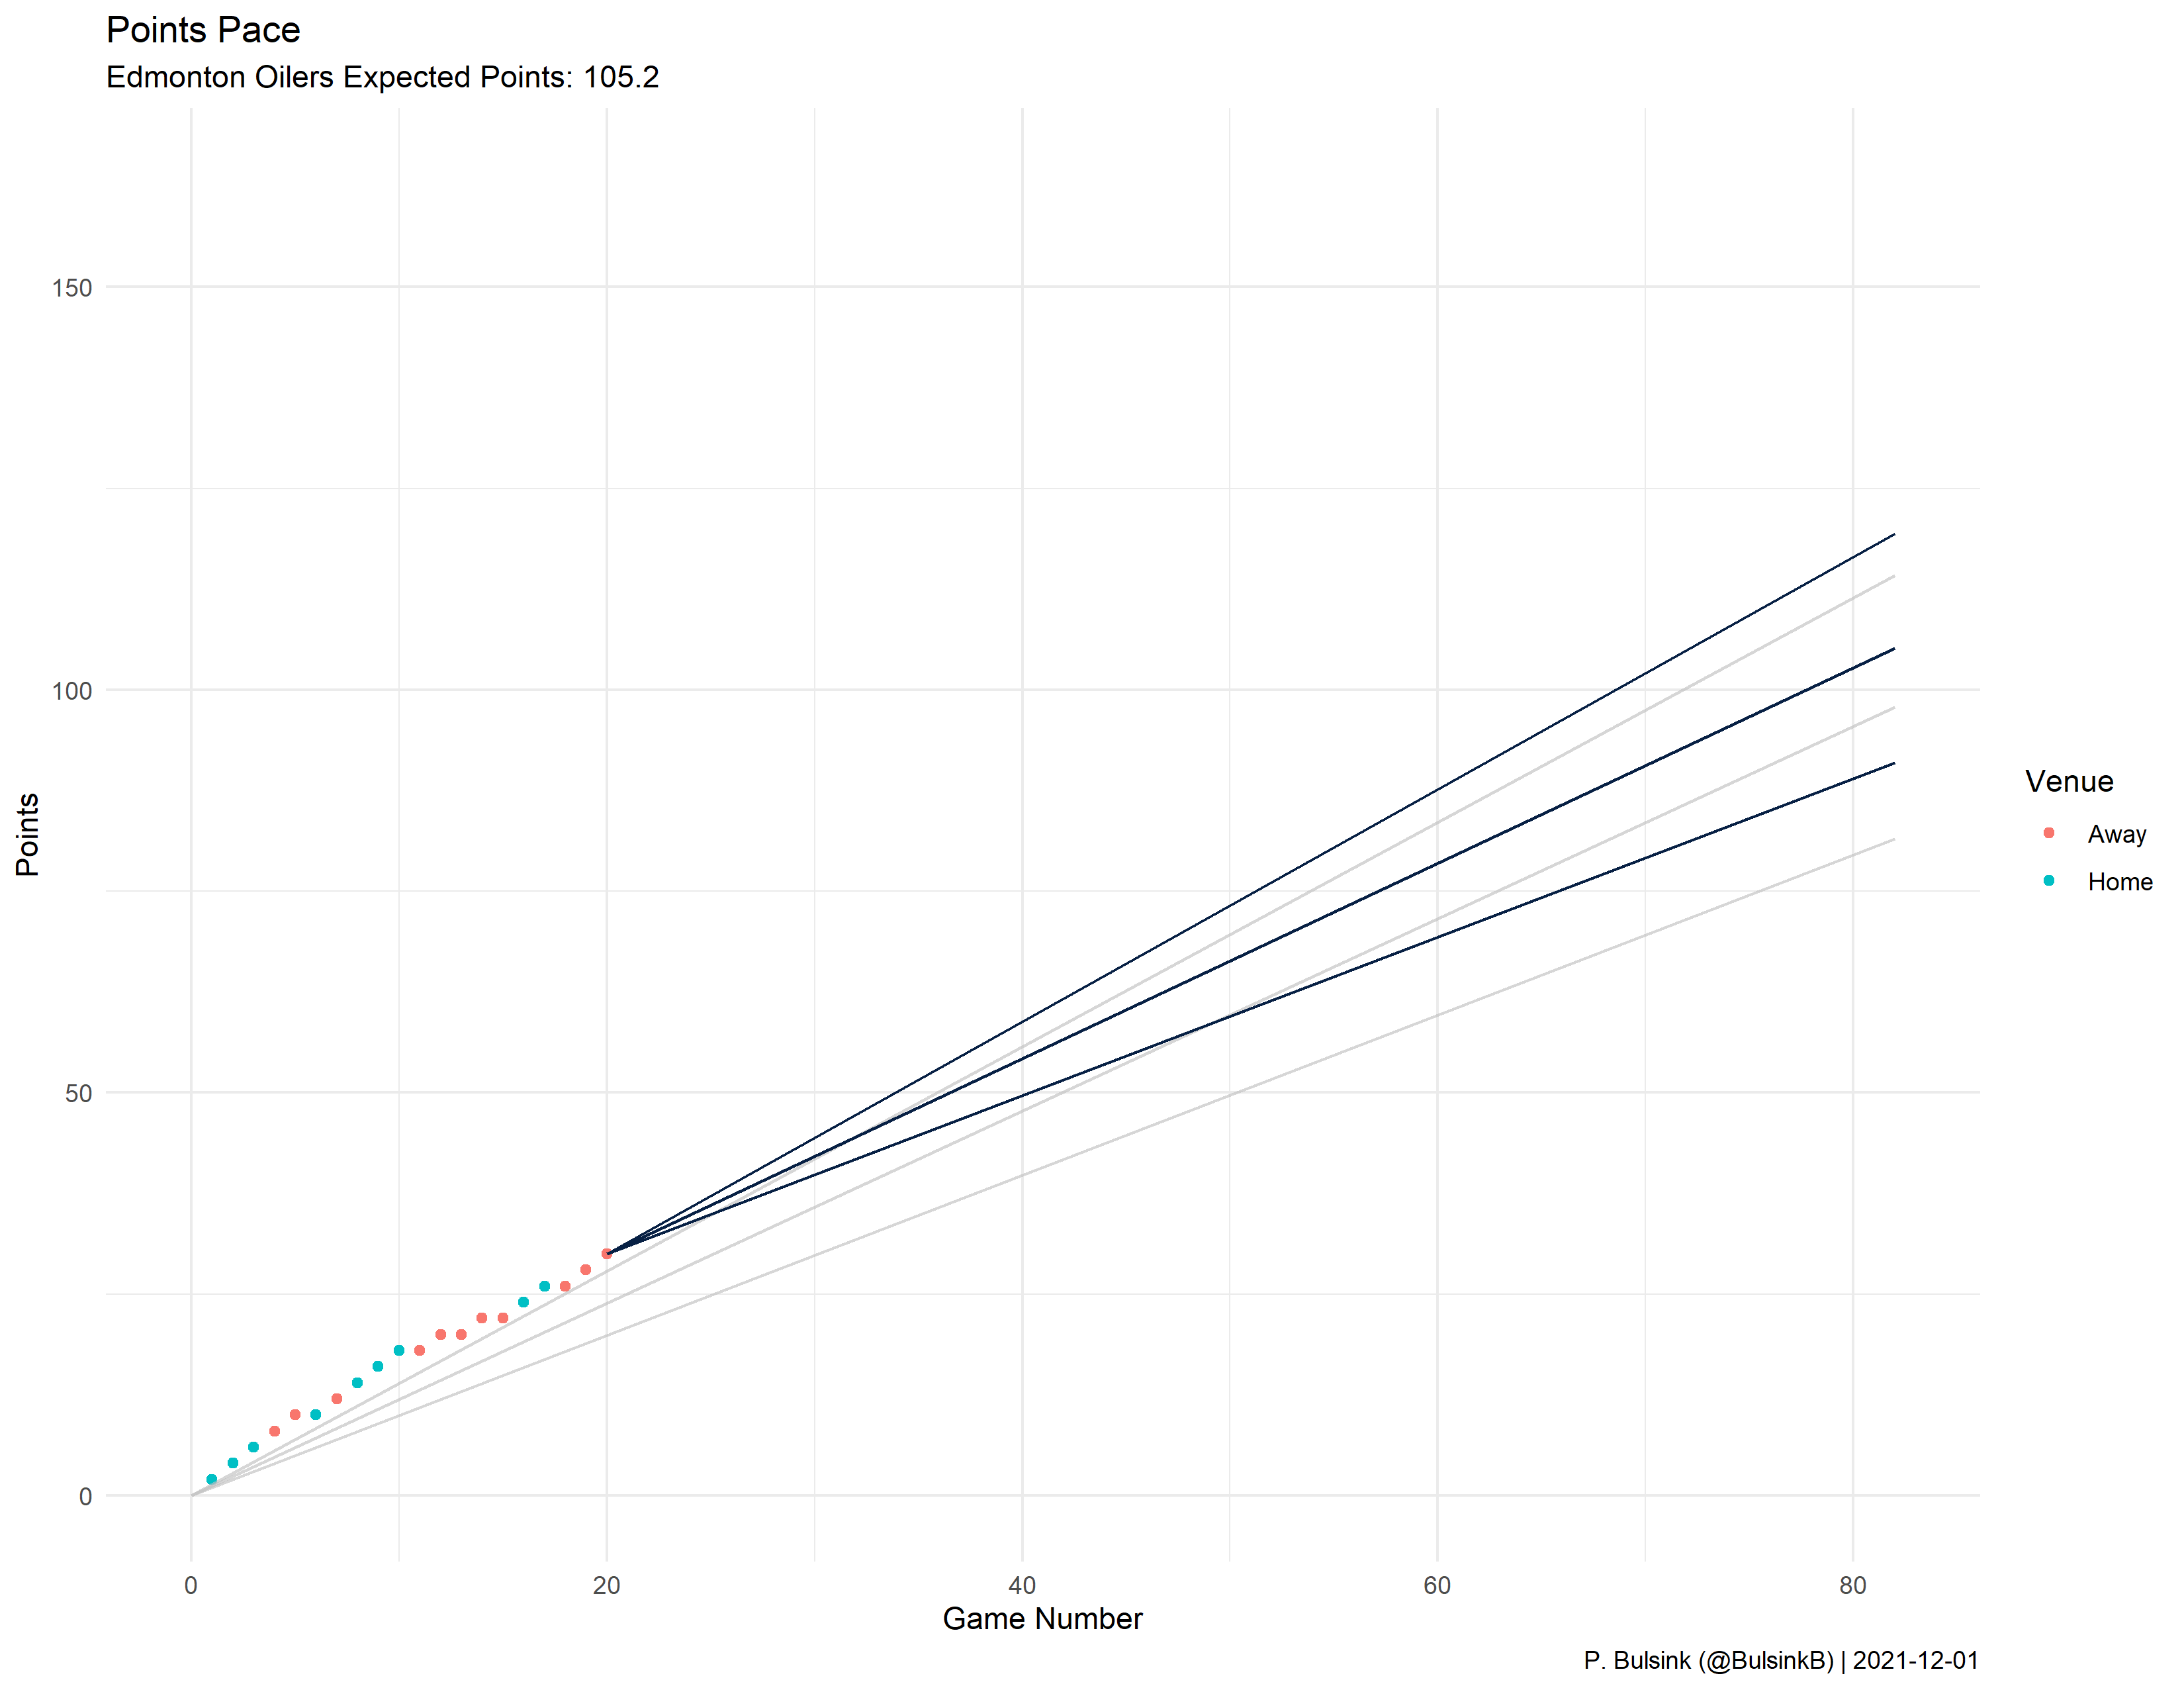 Points Pace
Edmonton Oilers Expected Points: 105.2
150
100
50
0
Points
0 20 40 60 80
Game Number
Venue
Away
Home
P. Bulsink (@BulsinkB) | 2021-12-01